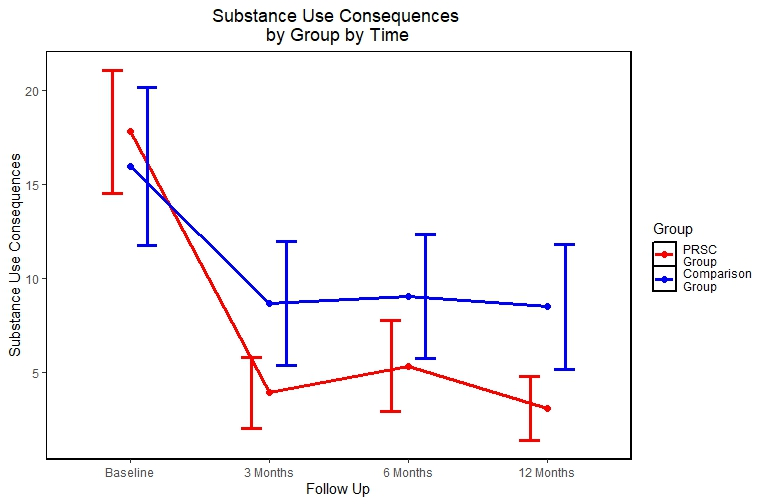 Substance Use Consequences
by Group by Time
Substance Use Consequences
20
15
10
5
Baseline
3 Months
6 Months
12 Months
Follow Up
Group
PRSC
Group
Comparison
Group